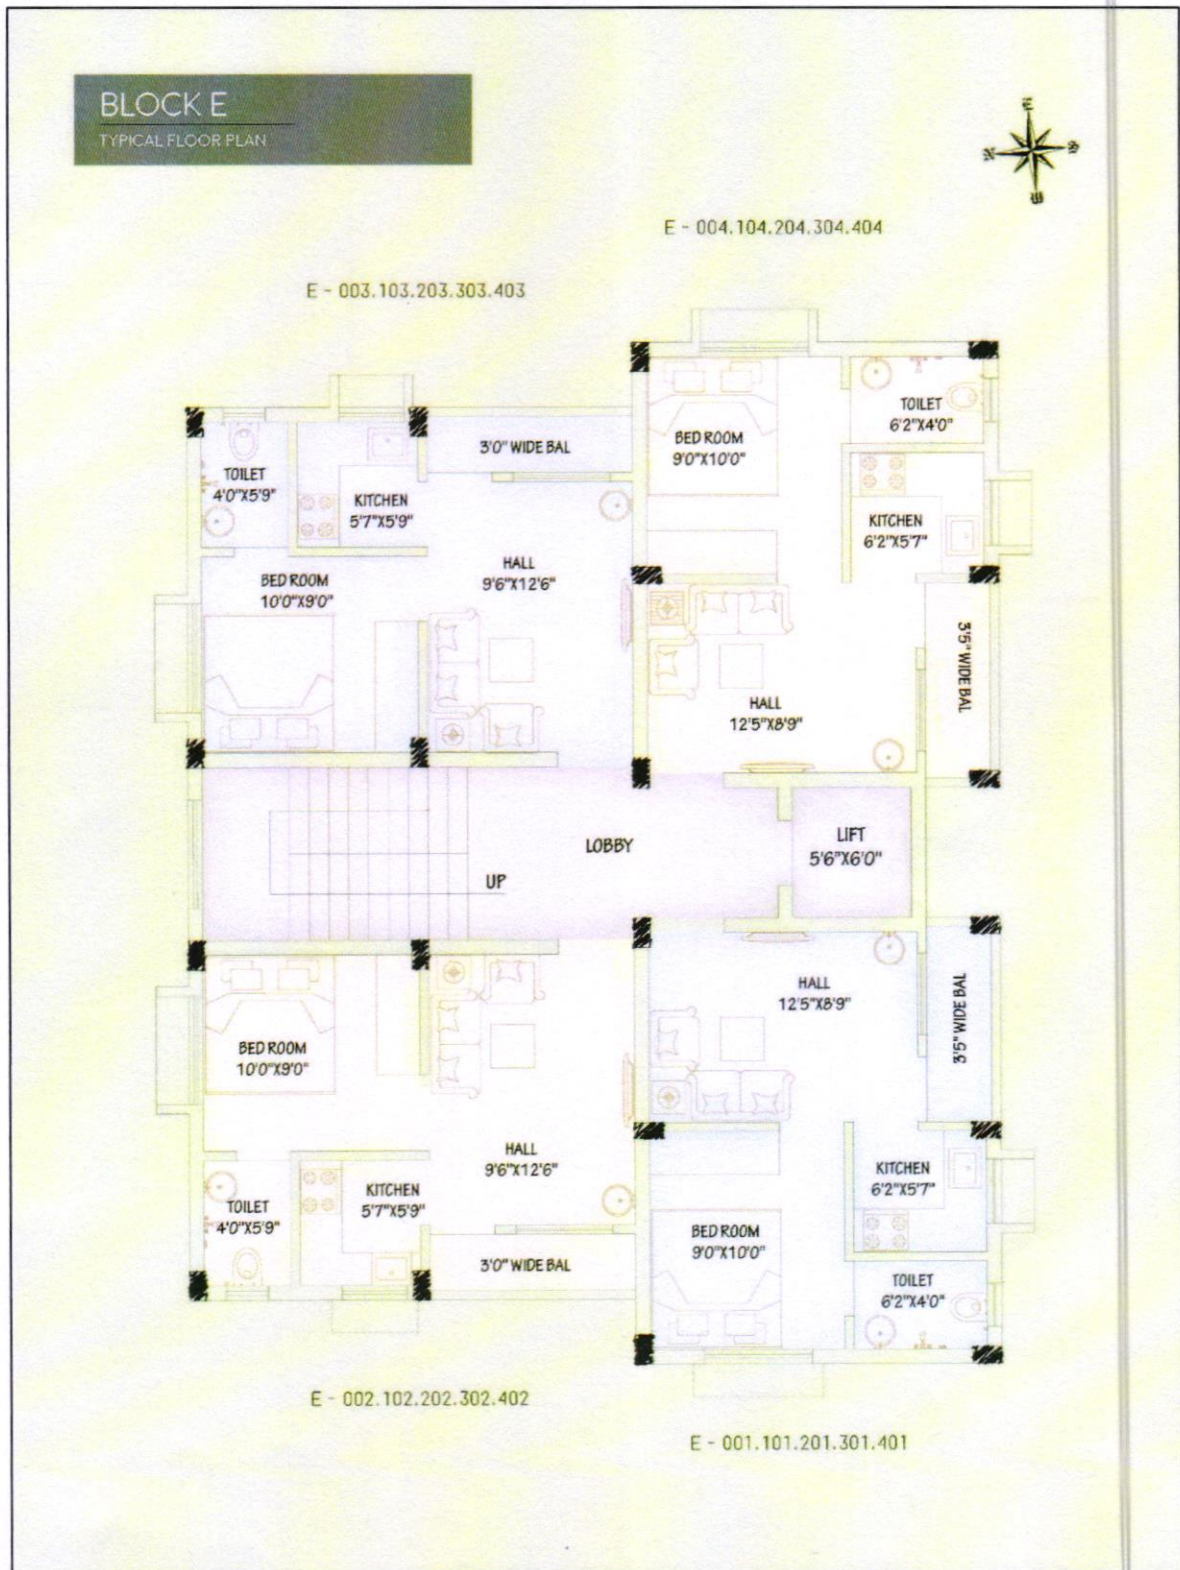 BLOCK E
TYPICAL FLOOR PLAN
E
N
S
W
E - 004.104.204.304.404
E - 003.103.203.303.403
TOILET
4'0"X5'9"
KITCHEN
5'7"X5'9"
3'0" WIDE BAL
BED ROOM
9'0"X10'0"
TOILET
6'2"X4'0"
KITCHEN
6'2"X5'7"
HALL
9'6"X12'6"
BED ROOM
10'0"X9'0"
3'5" WIDE BAL
HALL
12'5"X8'9"
LOBBY
LIFT
5'6"X6'0"
UP
HALL
12'5"X8'9"
3'5" WIDE BAL
BED ROOM
10'0"X9'0"
HALL
9'6"X12'6"
KITCHEN
6'2"X5'7"
TOILET
4'0"X5'9"
KITCHEN
5'7"X5'9"
BED ROOM
9'0"X10'0"
3'0" WIDE BAL
TOILET
6'2"X4'0"
E - 002.102.202.302.402
E - 001.101.201.301.401